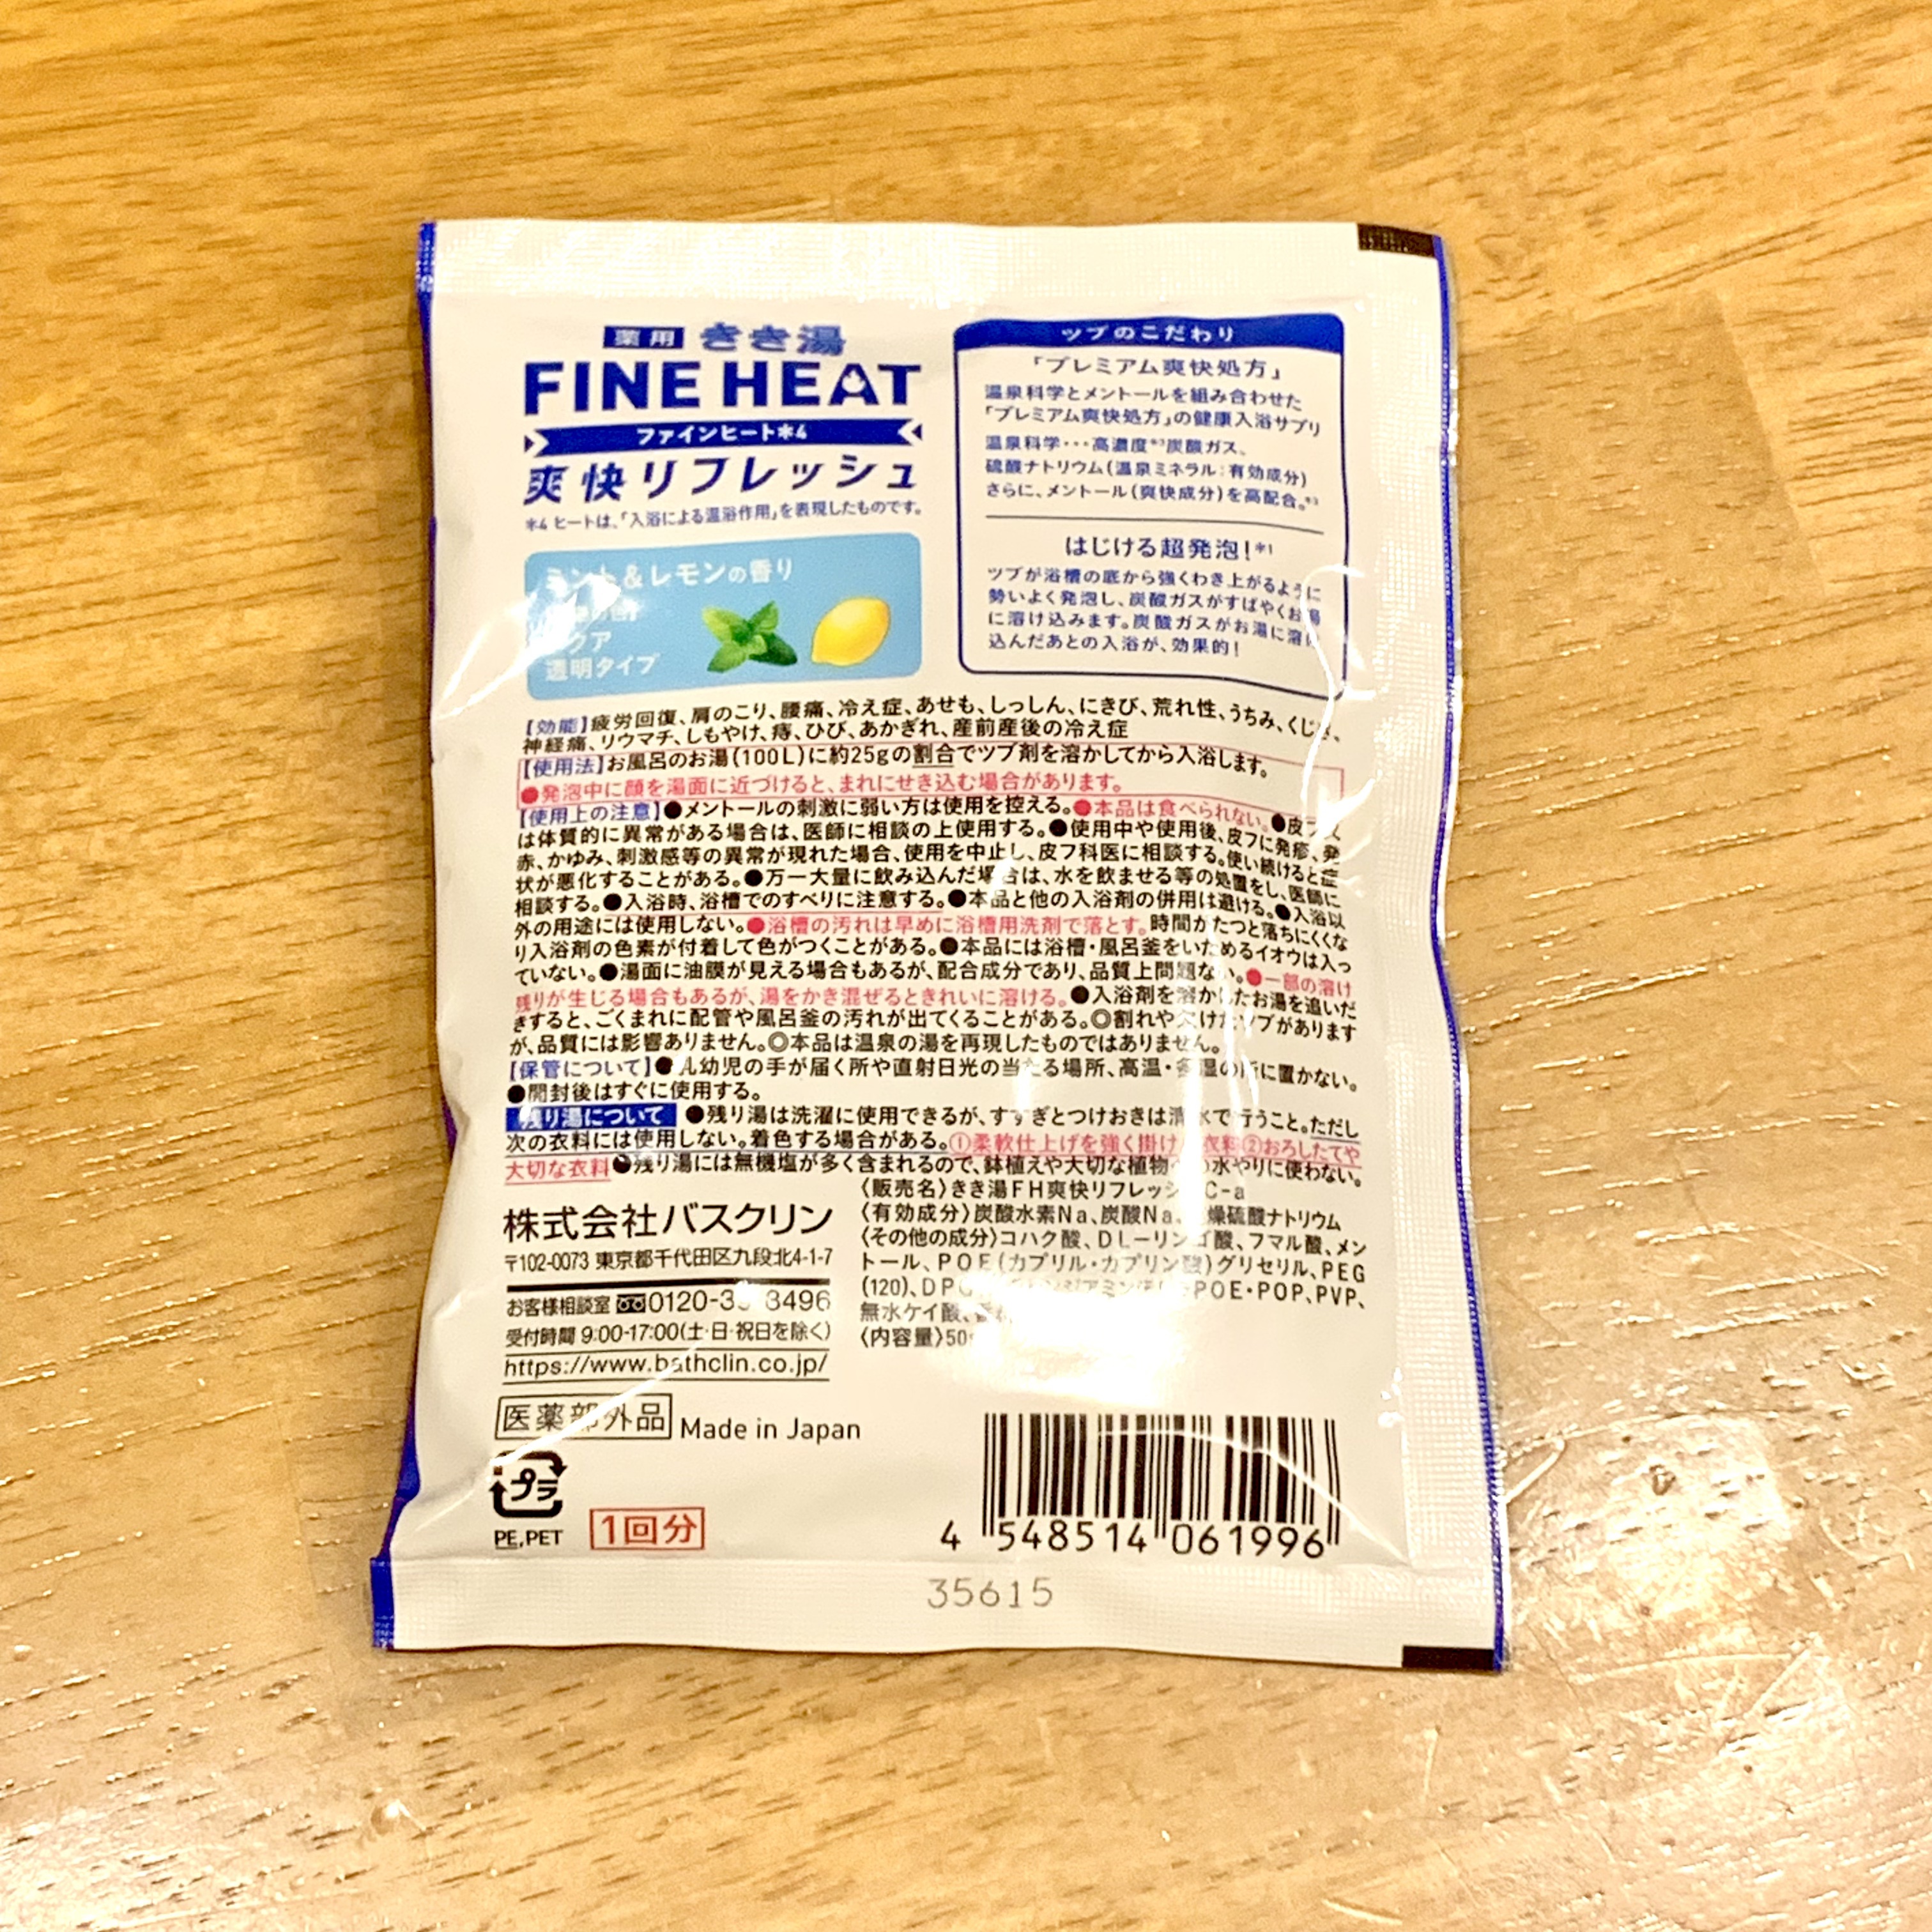 薬用 きき湯
FINE HEAT
ファインヒート※4
爽快リフレッシュ
※4 ヒートは、「入浴による温浴作用」を表現したものです。
ミント&レモンの香り
透明タイプ
ツブのこだわり
「プレミアム爽快処方」
温泉科学とメントールを組み合わせた
「プレミアム爽快処方」の健康入浴サプリ
温泉科学・・・高濃度※3炭酸ガス、
硫酸ナトリウム(温泉ミネラル:有効成分)
さらに、メントール(爽快成分)を高配合。※3
はじける超発泡!※1
ツブが浴槽の底から強くわき上がるように
勢いよく発泡し、炭酸ガスがすばやくお湯
に溶け込みます。炭酸ガスがお湯に溶け
込んだあとの入浴が、効果的!
【効能】疲労回復、肩のこり、腰痛、冷え症、あせも、しっしん、にきび、荒れ性、うちみ、くじき、
神経痛、リウマチ、しもやけ、痔、ひび、あかぎれ、産前産後の冷え症
【使用法】お風呂のお湯(100L)に約25gの割合でツブ剤を溶かしてから入浴します。
●発泡中に顔を湯面に近づけると、まれにせき込む場合があります。
【使用上の注意】●メントールの刺激に弱い方は使用を控える。●本品は食べられない。●皮フ又
は体質的に異常がある場合は、医師に相談の上使用する。●使用中や使用後、皮フに発疹、発
赤、かゆみ、刺激感等の異常が現れた場合、使用を中止し、皮フ科医に相談する。使い続けると症
状が悪化することがある。●万一大量に飲み込んだ場合は、水を飲ませる等の処置をし、医師に
相談する。●入浴時、浴槽でのすべりに注意する。●本品と他の入浴剤の併用は避ける。●入浴以
外の用途には使用しない。●浴槽の汚れは早めに浴槽用洗剤で落とす。時間がたつと落ちにくくな
り入浴剤の色素が付着して色がつくことがある。●本品には浴槽・風呂釜をいためるイオウは入っ
ていない。●湯面に油膜が見える場合もあるが、配合成分であり、品質上問題ない。●一部の溶け
残りが生じる場合もあるが、湯をかき混ぜるときれいに溶ける。●入浴剤を溶かしたお湯を追いだ
きすると、ごくまれに配管や風呂釜の汚れが出てくることがある。◎割れや欠けたツブがあります
が、品質には影響ありません。◎本品は温泉の湯を再現したものではありません。
【保管について】●乳幼児の手が届く所や直射日光の当たる場所、高温・多湿の所に置かない。
●開封後はすぐに使用する。
残り湯について ●残り湯は洗濯に使用できるが、すすぎとつけおきは清水で行うこと。ただし
次の衣料には使用しない。着色する場合がある。①柔軟仕上げを強く掛けた衣料②おろしたてや
大切な衣料●残り湯には無機塩が多く含まれるので、鉢植えや大切な植物への水やりに使わない。
株式会社バスクリン
〒102-0073 東京都千代田区九段北4-1-7
お客様相談室 0120-3 8496
受付時間 9:00-17:00(土・日・祝日を除く)
https://www.bathclin.co.jp/
〈販売名〉きき湯FH爽快リフレッシュC-a
〈有効成分〉炭酸水素Na、炭酸Na、乾燥硫酸ナトリウム
〈その他の成分〉コハク酸、DL-リンゴ酸、フマル酸、メン
トール、POE(カプリル・カプリン酸)グリセリル、PEG
(120)、DPG POE・POP、PVP、
無水ケイ酸、
〈内容量〉50g
医薬部外品 Made in Japan
プラ
PE,PET
1回分
4 548514 061996
35615